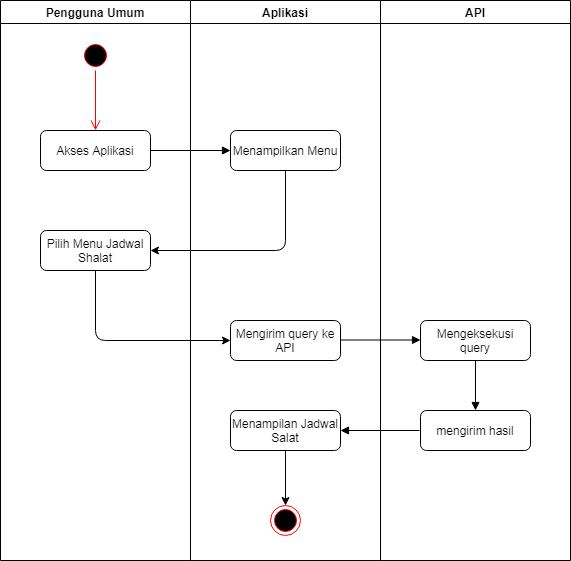 Pengguna Umum
Aplikasi
API
Akses Aplikasi
Menampilkan Menu
Pilih Menu Jadwal
Shalat
Mengirim query ke
API
Mengeksekusi
query
Menampilan Jadwal
Salat
mengirim hasil